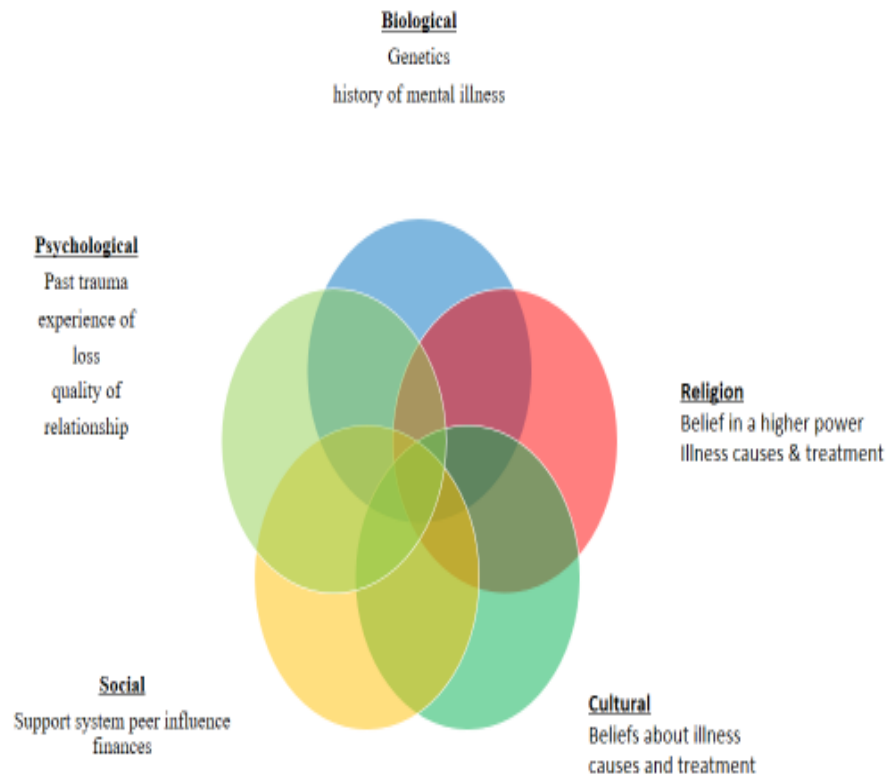 Biological
Genetics
history of mental illness
Psychological
Past trauma
experience of
loss
quality of
relationship
Religion
Belief in a higher power
Illness causes & treatment
Social
Support system peer influence
finances
Cultural
Beliefs about illness
causes and treatment